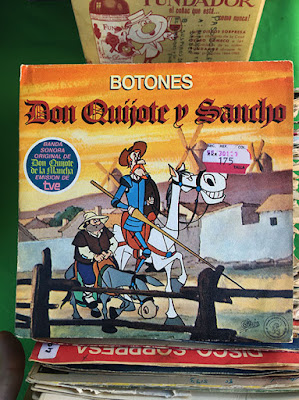 FUNDADOR
BOTONES
Don Quijote y Sancho
BANDA
SONORA
ORIGINAL DE
Don Quijote
de la Mancha
EMISION DE
tve
175
DISCO SORPRESA